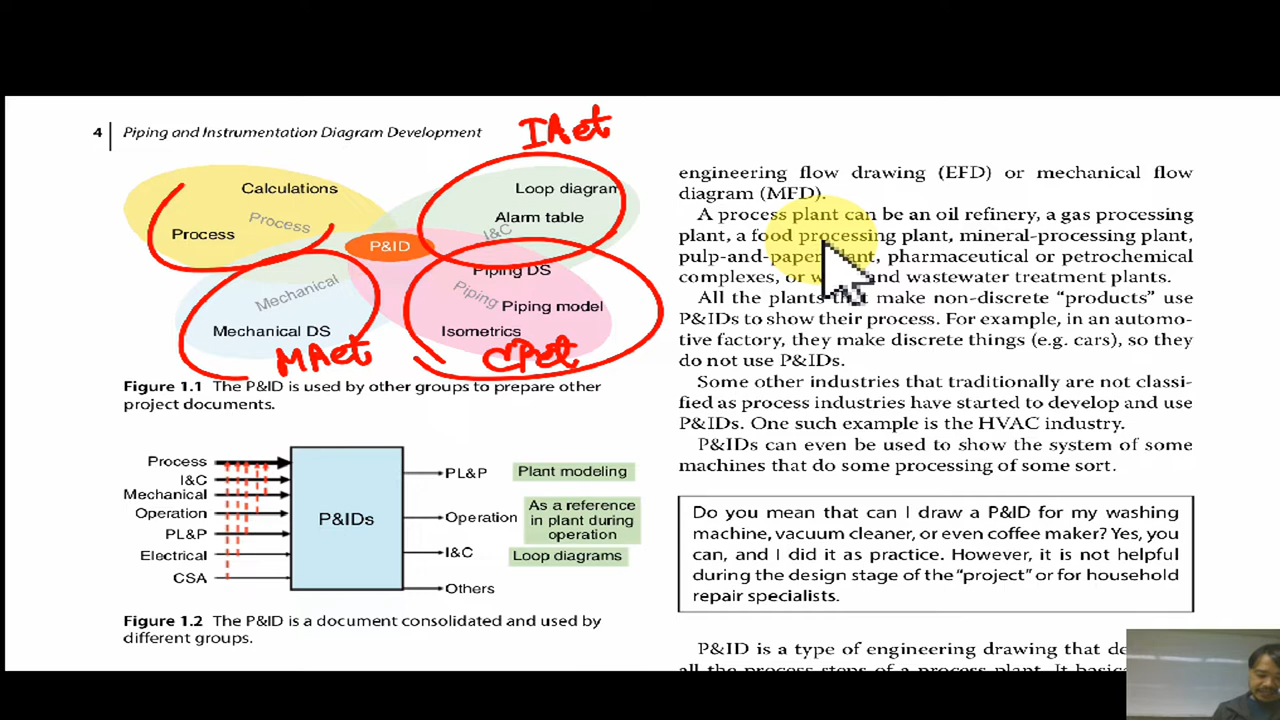 4 Piping and Instrumentation Diagram Development
IAet
Calculations
Process
Process
Loop diagram
Alarm table
I&C
P&ID
Mechanical
Mechanical DS
MAet
Piping DS
Piping
Piping model
Isometrics
CPet
Figure 1.1 The P&ID is used by other groups to prepare other
project documents.
Process
I&C
Mechanical
Operation
PL&P
Electrical
CSA
P&IDs
PL&P
Operation
I&C
Others
Plant modeling
As a reference
in plant during
operation
Loop diagrams
Figure 1.2 The P&ID is a document consolidated and used by
different groups.
engineering flow drawing (EFD) or mechanical flow
diagram (MFD).
A process plant can be an oil refinery, a gas processing
plant, a food processing plant, mineral-processing plant,
pulp-and-paper plant, pharmaceutical or petrochemical
complexes, or and wastewater treatment plants.
All the plants that make non-discrete “products” use
P&IDs to show their process. For example, in an automo-
tive factory, they make discrete things (e.g. cars), so they
do not use P&IDs.
Some other industries that traditionally are not classi-
fied as process industries have started to develop and use
P&IDs. One such example is the HVAC industry.
P&IDs can even be used to show the system of some
machines that do some processing of some sort.
Do you mean that can I draw a P&ID for my washing
machine, vacuum cleaner, or even coffee maker? Yes, you
can, and I did it as practice. However, it is not helpful
during the design stage of the “project” or for household
repair specialists.
P&ID is a type of engineering drawing that
all the process steps of a process plant. It